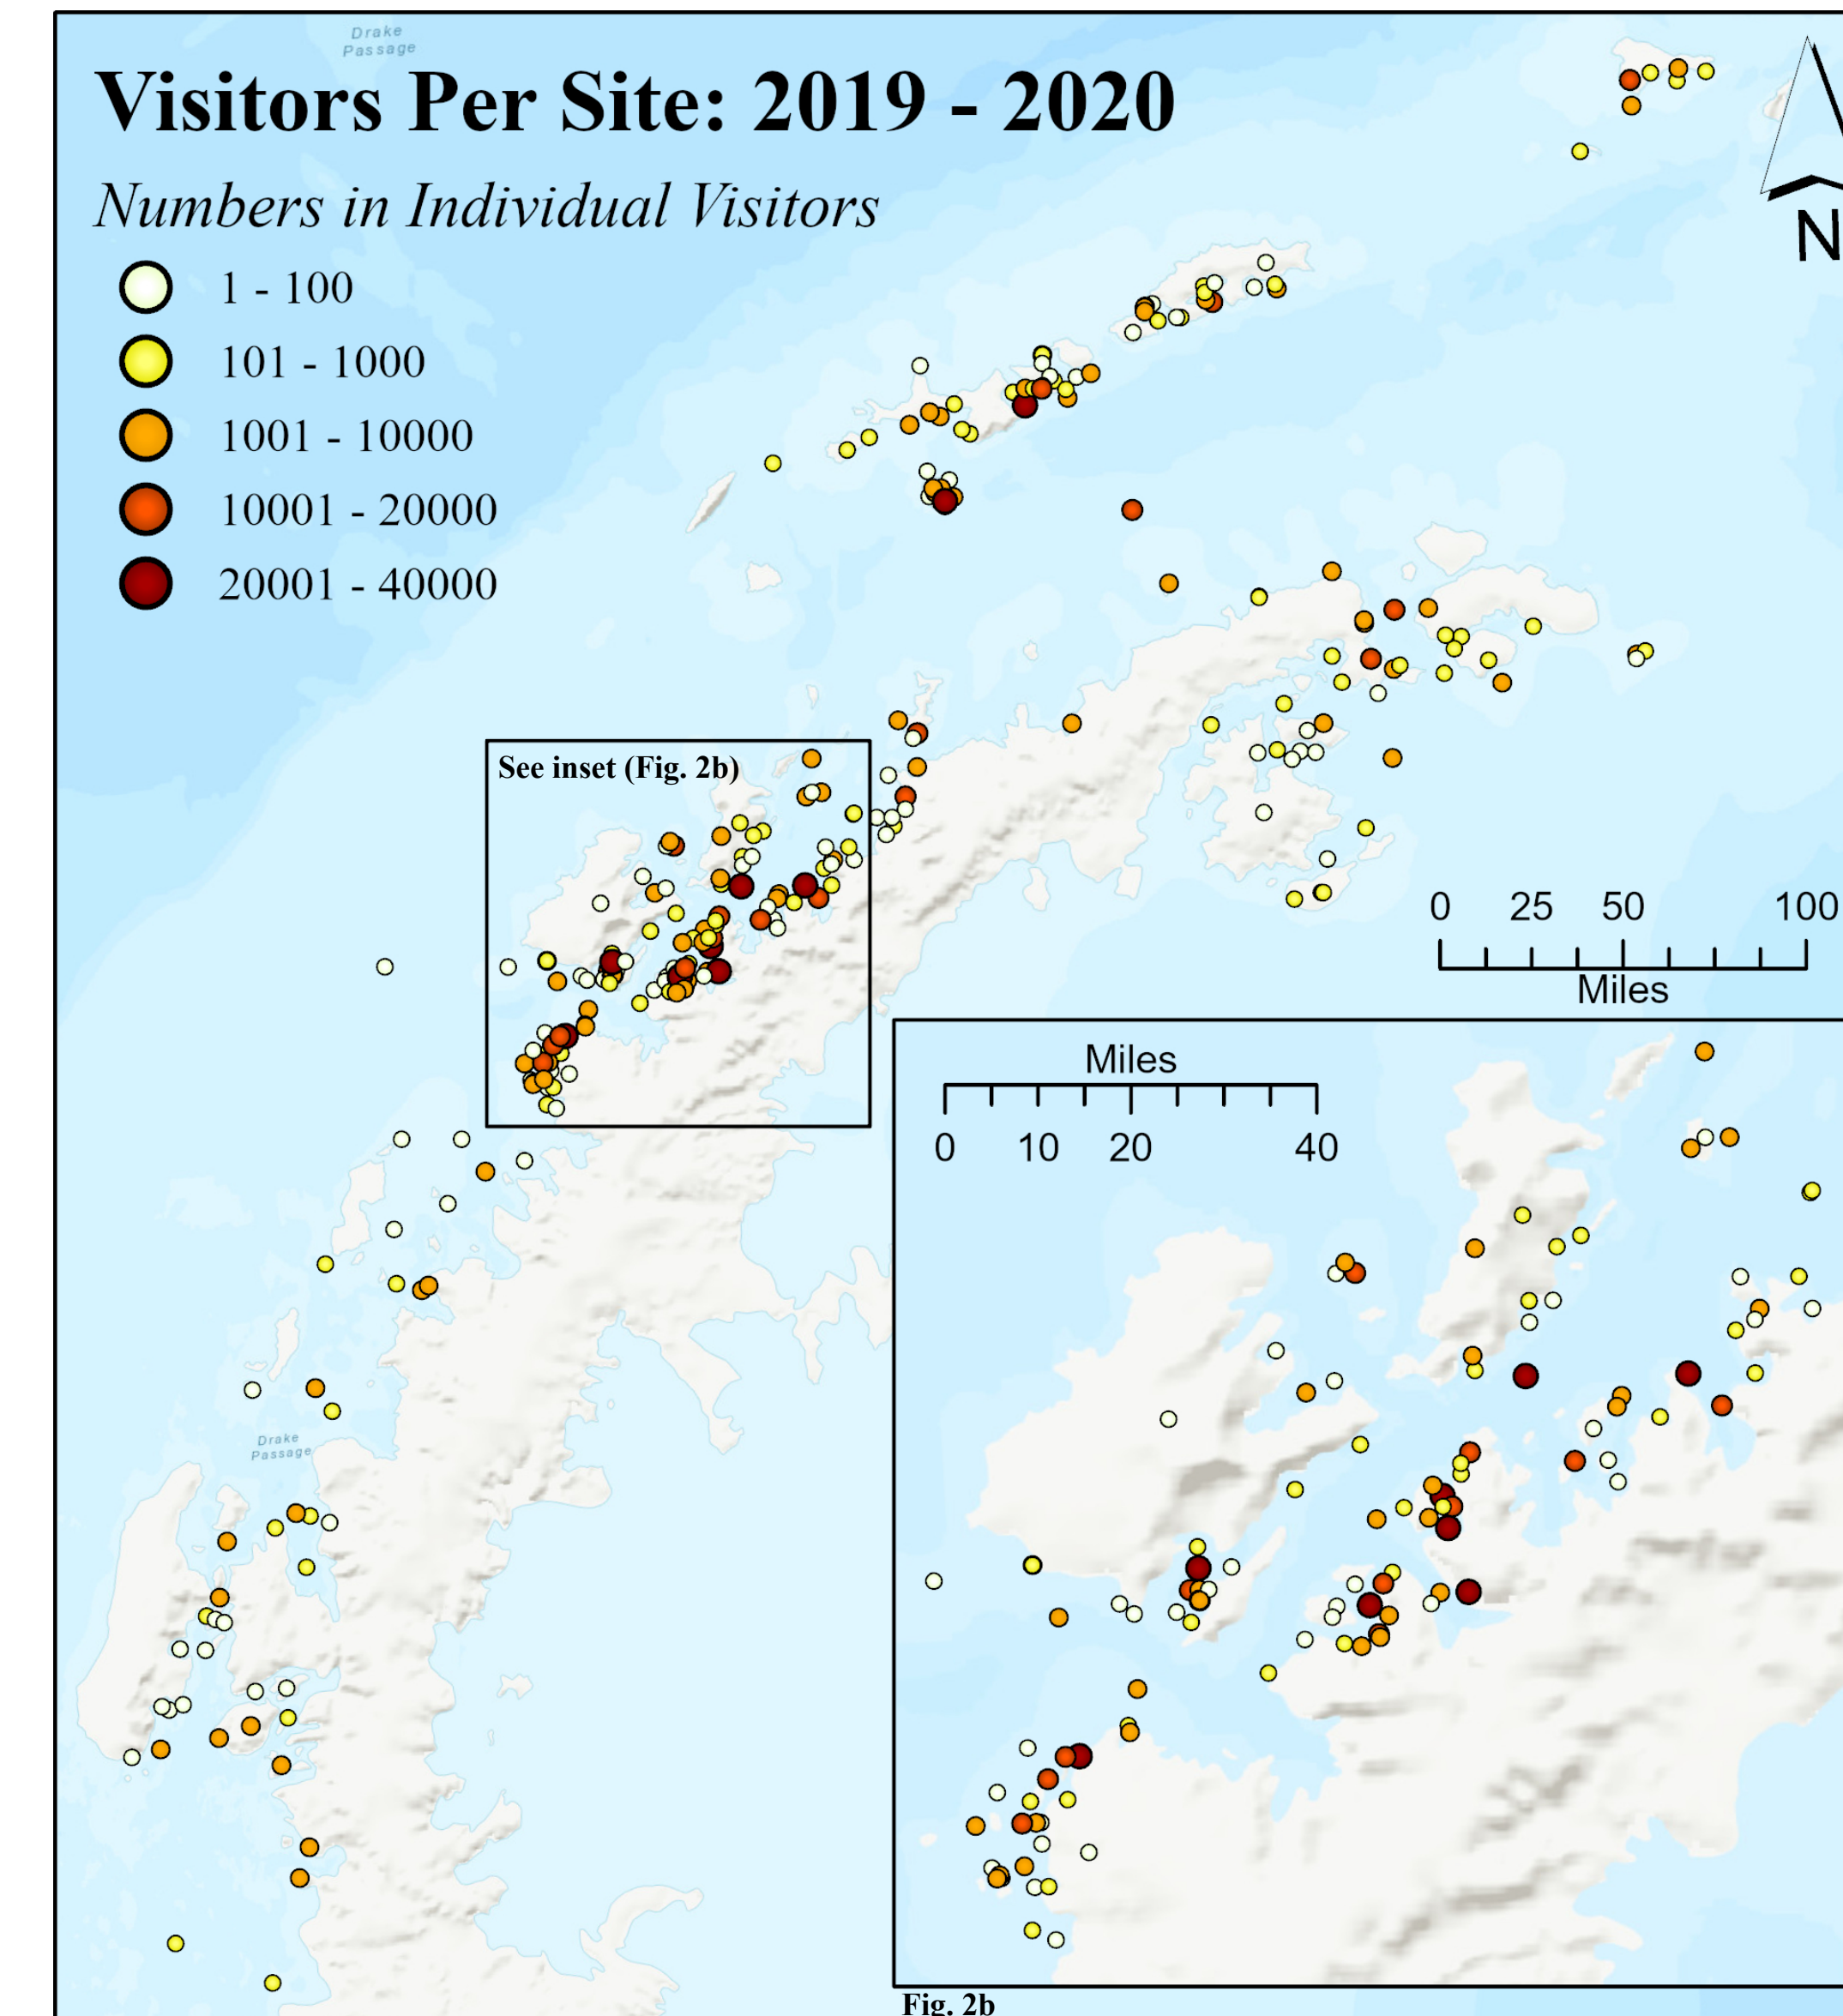 Drake
Passage
Visitors Per Site: 2019 - 2020
Numbers in Individual Visitors
1 - 100
101 - 1000
1001 - 10000
10001 - 20000
20001 - 40000
N
See inset (Fig. 2b)
0 25 50 100
Miles
Miles
0 10 20 40
Drake
Passage
Fig. 2b